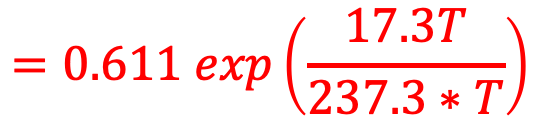 = 0.611 exp (17.3T / 237.3 * T)